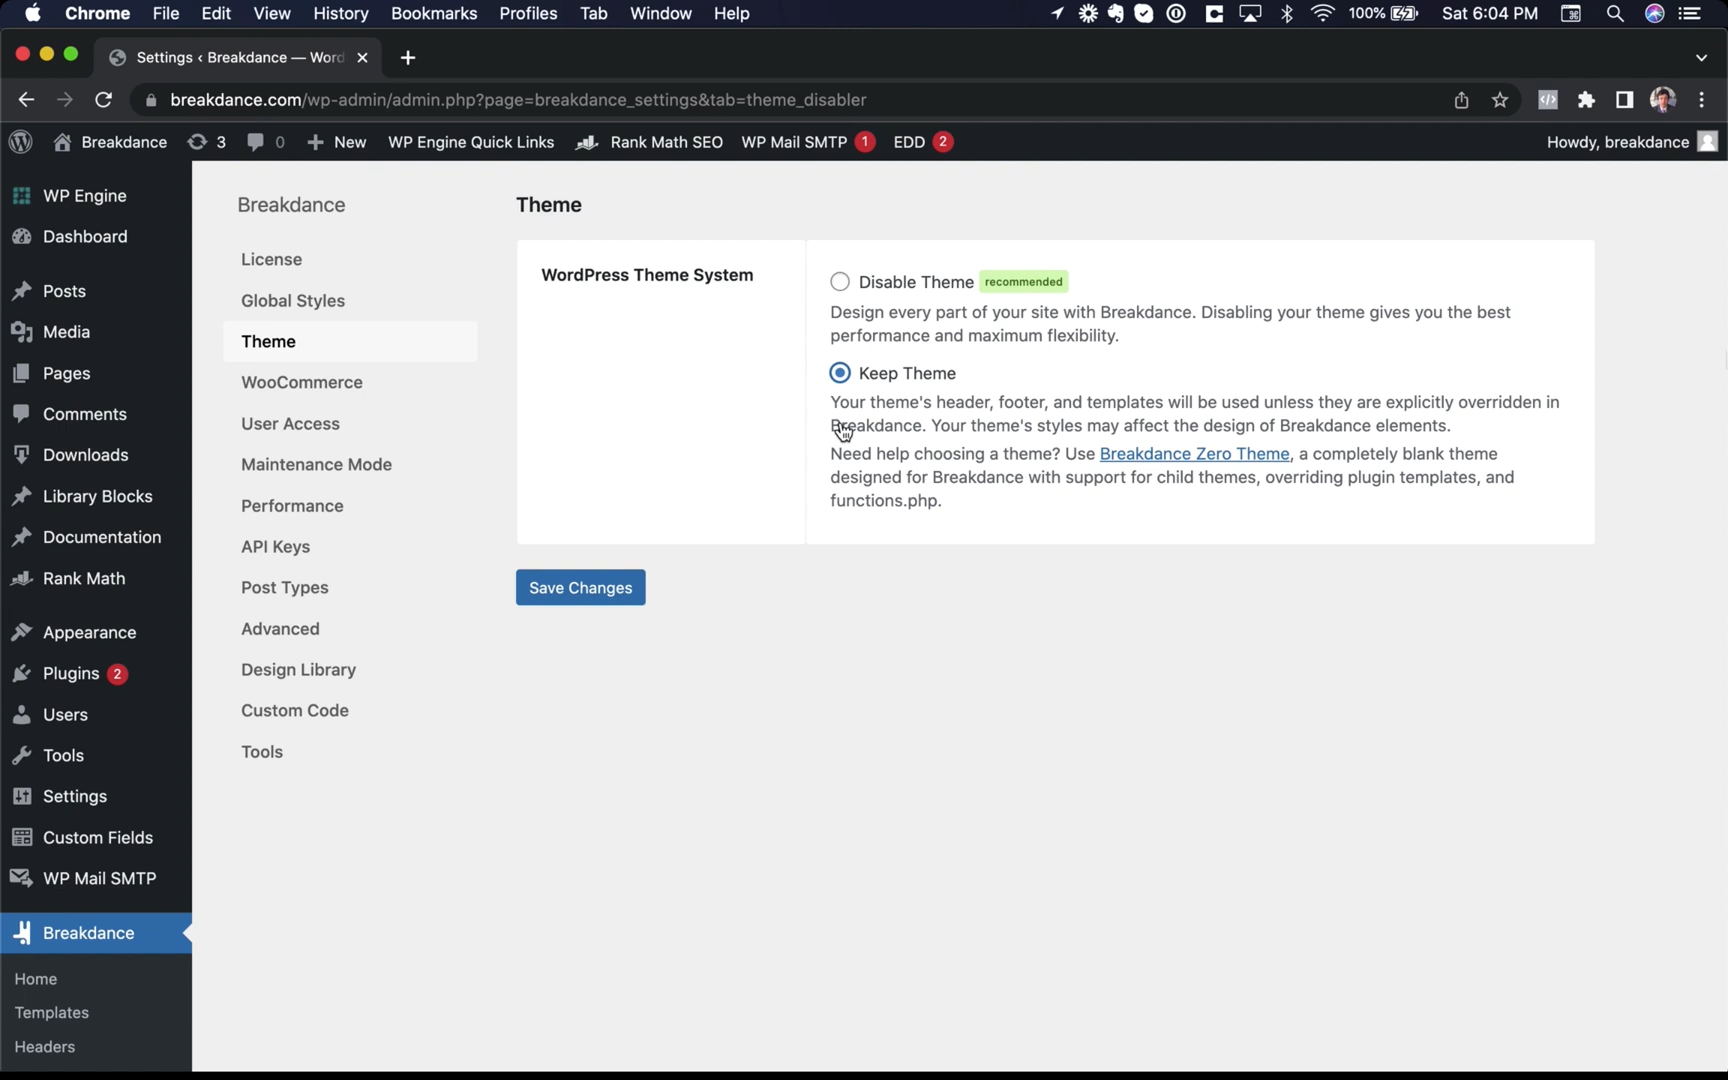 Chrome File Edit View History Bookmarks Profiles Tab Window Help 100% Sat 6:04 PM
Settings ‹ Breakdance — Word
breakdance.com/wp-admin/admin.php?page=breakdance_settings&tab=theme_disabler
Breakdance 3 0 New WP Engine Quick Links Rank Math SEO WP Mail SMTP 1 EDD 2 Howdy, breakdance
WP Engine
Dashboard
Posts
Media
Pages
Comments
Downloads
Library Blocks
Documentation
Rank Math
Appearance
Plugins 2
Users
Tools
Settings
Custom Fields
WP Mail SMTP
Breakdance
Home
Templates
Headers
Breakdance
License
Global Styles
Theme
WooCommerce
User Access
Maintenance Mode
Performance
API Keys
Post Types
Advanced
Design Library
Custom Code
Tools
Theme
WordPress Theme System
Disable Theme recommended
Design every part of your site with Breakdance. Disabling your theme gives you the best
performance and maximum flexibility.
Keep Theme
Your theme's header, footer, and templates will be used unless they are explicitly overridden in
Breakdance. Your theme's styles may affect the design of Breakdance elements.
Need help choosing a theme? Use Breakdance Zero Theme, a completely blank theme
designed for Breakdance with support for child themes, overriding plugin templates, and
functions.php.
Save Changes